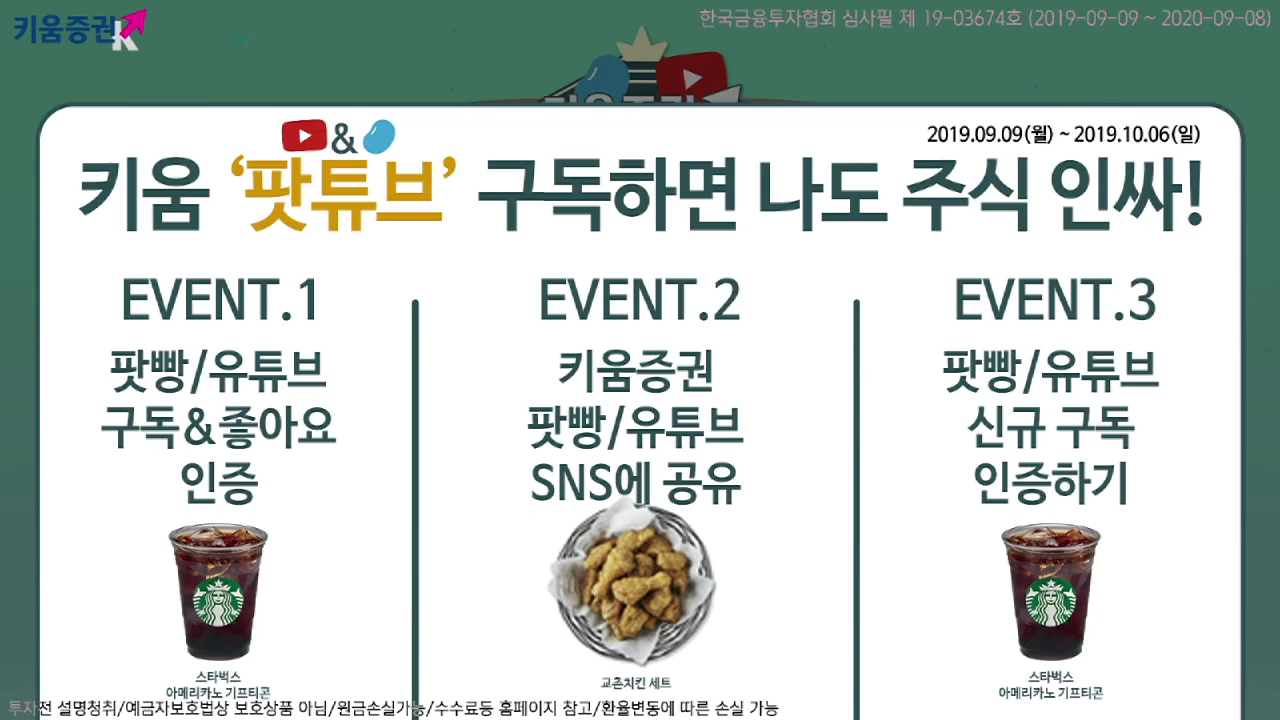 키움증권
한국금융투자협회 심사필 제 19-03674호 (2019-09-09 ~ 2020-09-08)
&
2019.09.09(월) ~ 2019.10.06(일)
키움 ‘팟튜브’ 구독하면 나도 주식 인싸!
EVENT.1
팟빵/유튜브
구독&좋아요
인증
스타벅스
아메리카노 기프티콘
EVENT.2
키움증권
팟빵/유튜브
SNS에 공유
교촌치킨 세트
EVENT.3
팟빵/유튜브
신규 구독
인증하기
스타벅스
아메리카노 기프티콘
투자전 설명청취/예금자보호법상 보호상품 아님/원금손실가능/수수료등 홈페이지 참고/환율변동에 따른 손실 가능